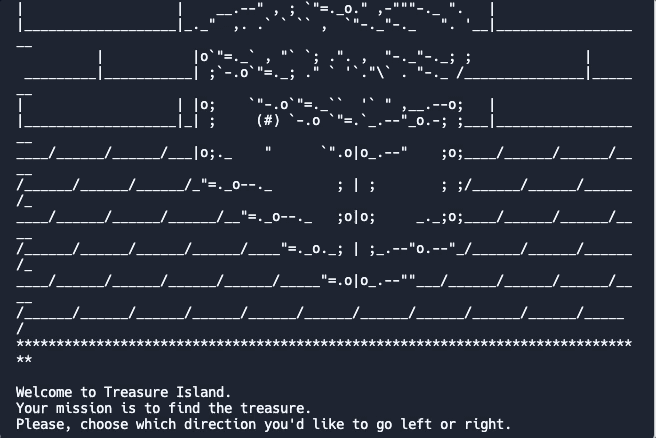 Welcome to Treasure Island.
Your mission is to find the treasure.
Please, choose which direction you'd like to go left or right.